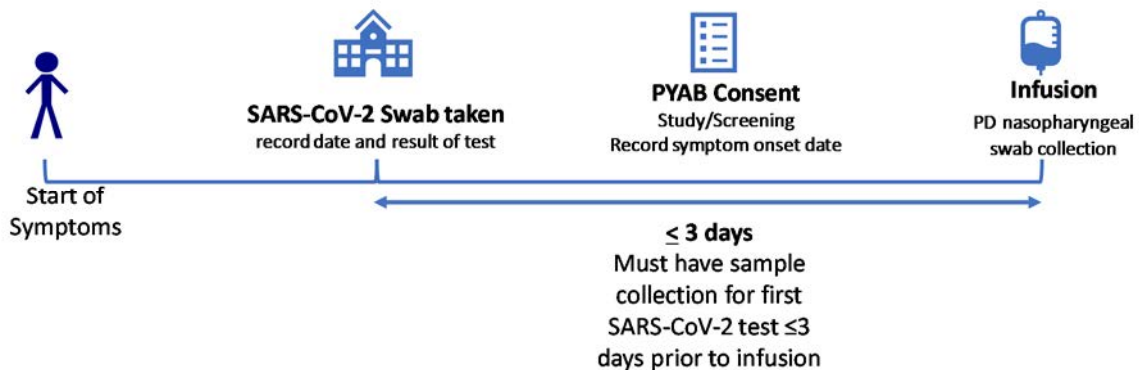 SARS-CoV-2 Swab taken
record date and result of test
PYAB Consent
Study/Screening
Record symptom onset date
Infusion
PD nasopharyngeal
swab collection
Start of
Symptoms
≤ 3 days
Must have sample
collection for first
SARS-CoV-2 test ≤3
days prior to infusion